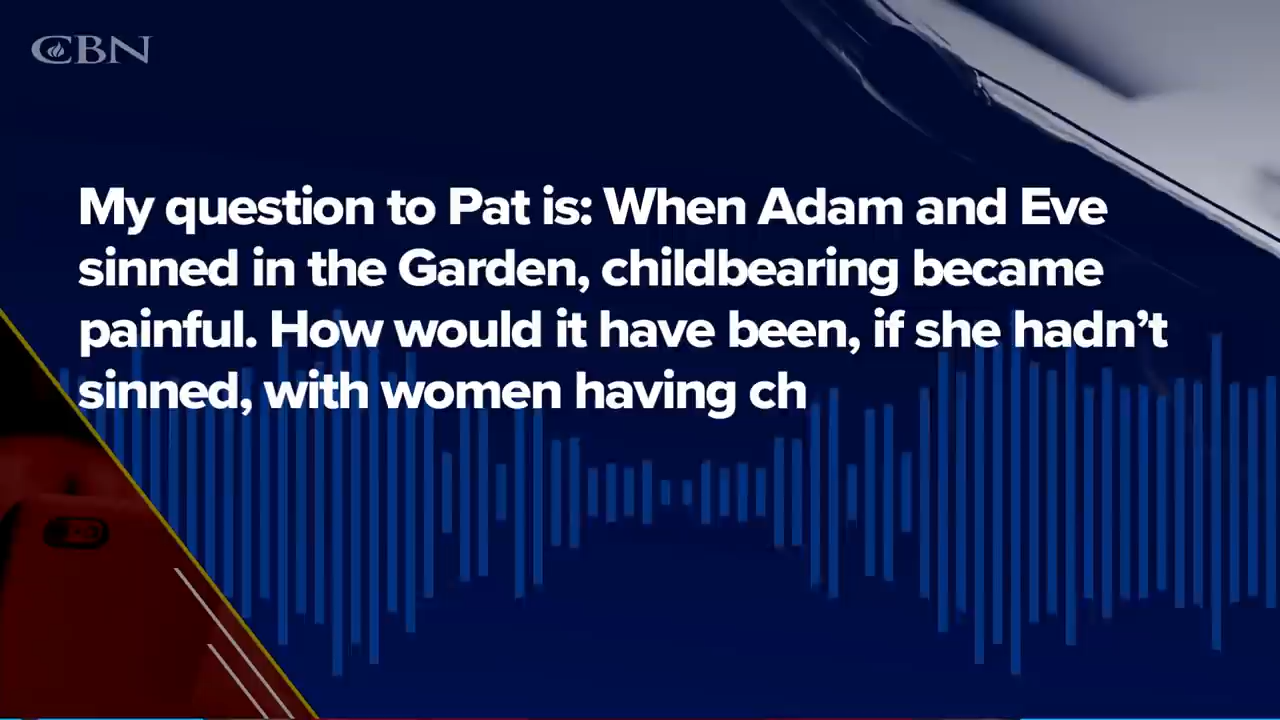 CBN
My question to Pat is: When Adam and Eve
sinned in the Garden, childbearing became
painful. How would it have been, if she hadn’t
sinned, with women having ch